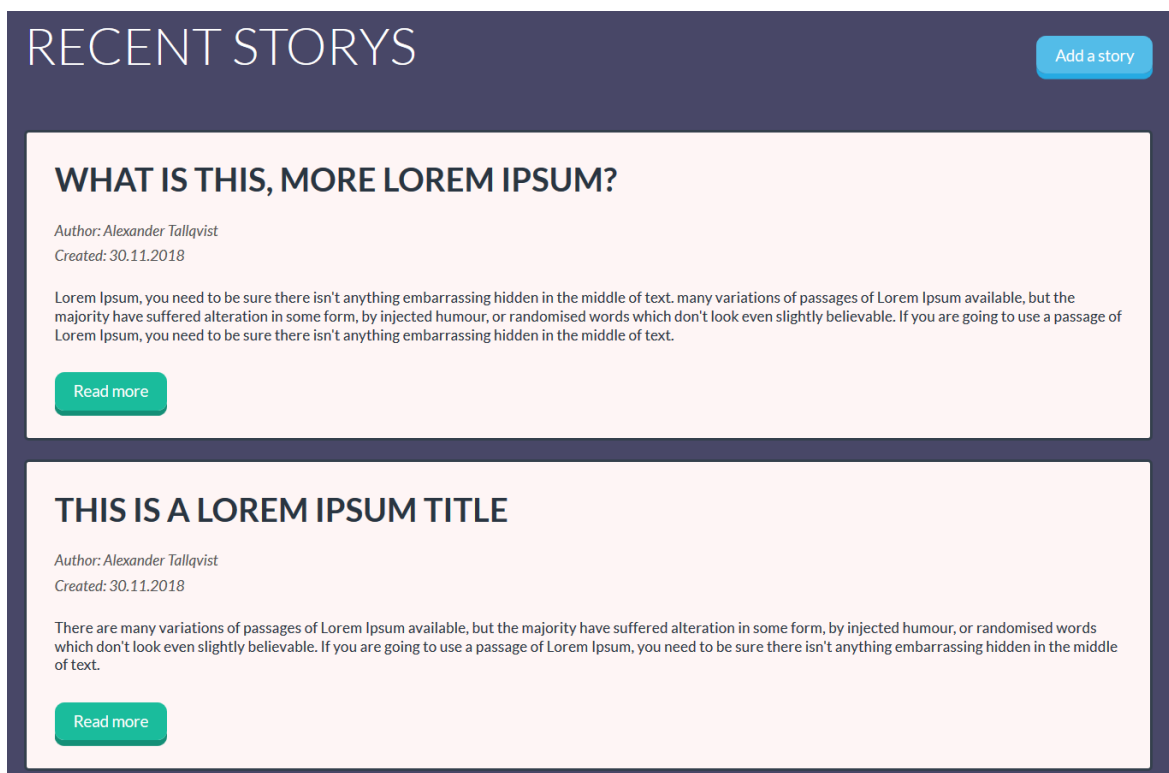 RECENT STORYS
Add a story
WHAT IS THIS, MORE LOREM IPSUM?
Author: Alexander Tallqvist
Created: 30.11.2018
Lorem Ipsum, you need to be sure there isn't anything embarrassing hidden in the middle of text. many variations of passages of Lorem Ipsum available, but the
majority have suffered alteration in some form, by injected humour, or randomised words which don't look even slightly believable. If you are going to use a passage of
Lorem Ipsum, you need to be sure there isn't anything embarrassing hidden in the middle of text.
Read more
THIS IS A LOREM IPSUM TITLE
Author: Alexander Tallqvist
Created: 30.11.2018
There are many variations of passages of Lorem Ipsum available, but the majority have suffered alteration in some form, by injected humour, or randomised words
which don't look even slightly believable. If you are going to use a passage of Lorem Ipsum, you need to be sure there isn't anything embarrassing hidden in the middle
of text.
Read more